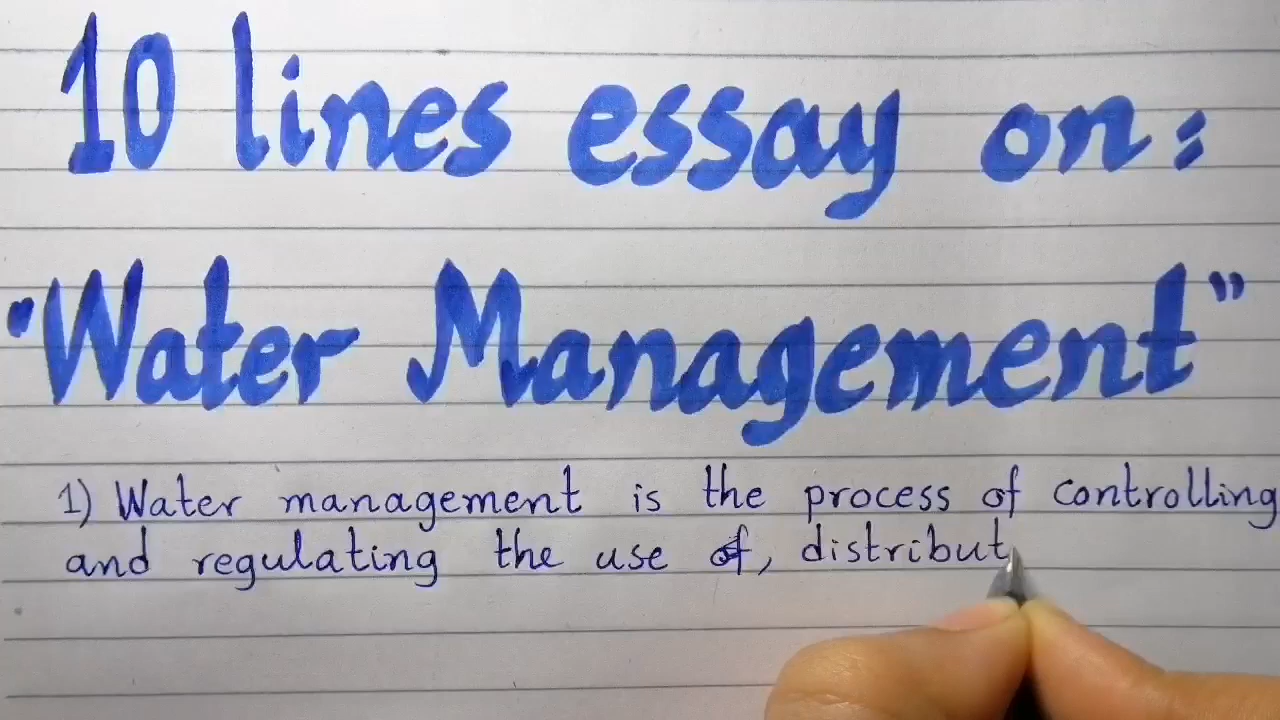 10 lines essay on:
"Water Management"
1) Water management is the process of controlling
and regulating the use of, distribut